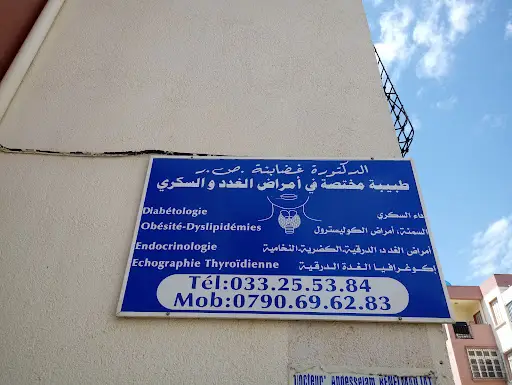 الدكتورة غضابنة .ص.ر
طبيبة مختصة في أمراض الغدد و السكري
Diabétologie
داء السكري
Obésité-Dyslipidémies
السمنة، أمراض الكوليسترول
Endocrinologie
أمراض الغدد، الدرقية،الكضرية،النخامية
Echographie Thyroïdienne
إكوغرافيا الغدة الدرقية
Tél:033.25.53.84
Mob:0790.69.62.83
Docteur: